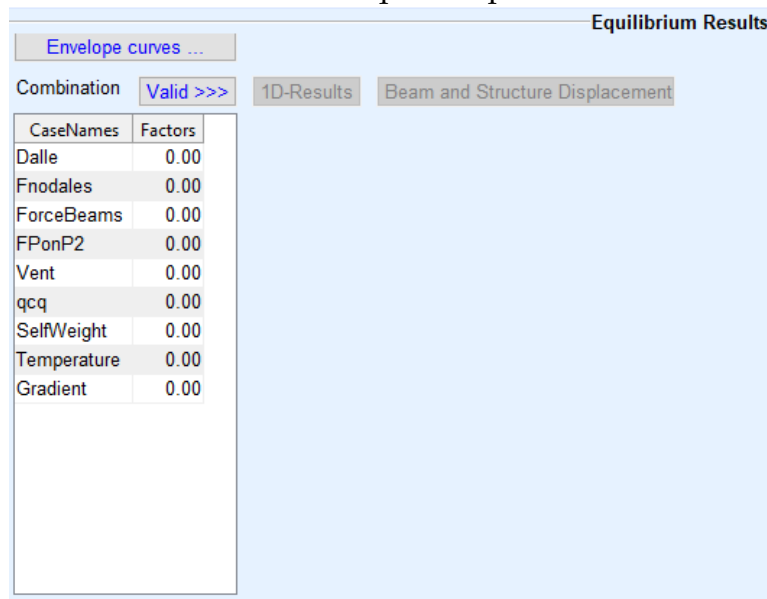 Equilibrium Results
Envelope curves ...
Combination Valid >>> 1D-Results Beam and Structure Displacement
CaseNames Factors
Dalle 0.00
Fnodales 0.00
ForceBeams 0.00
FPonP2 0.00
Vent 0.00
qcq 0.00
SelfWeight 0.00
Temperature 0.00
Gradient 0.00